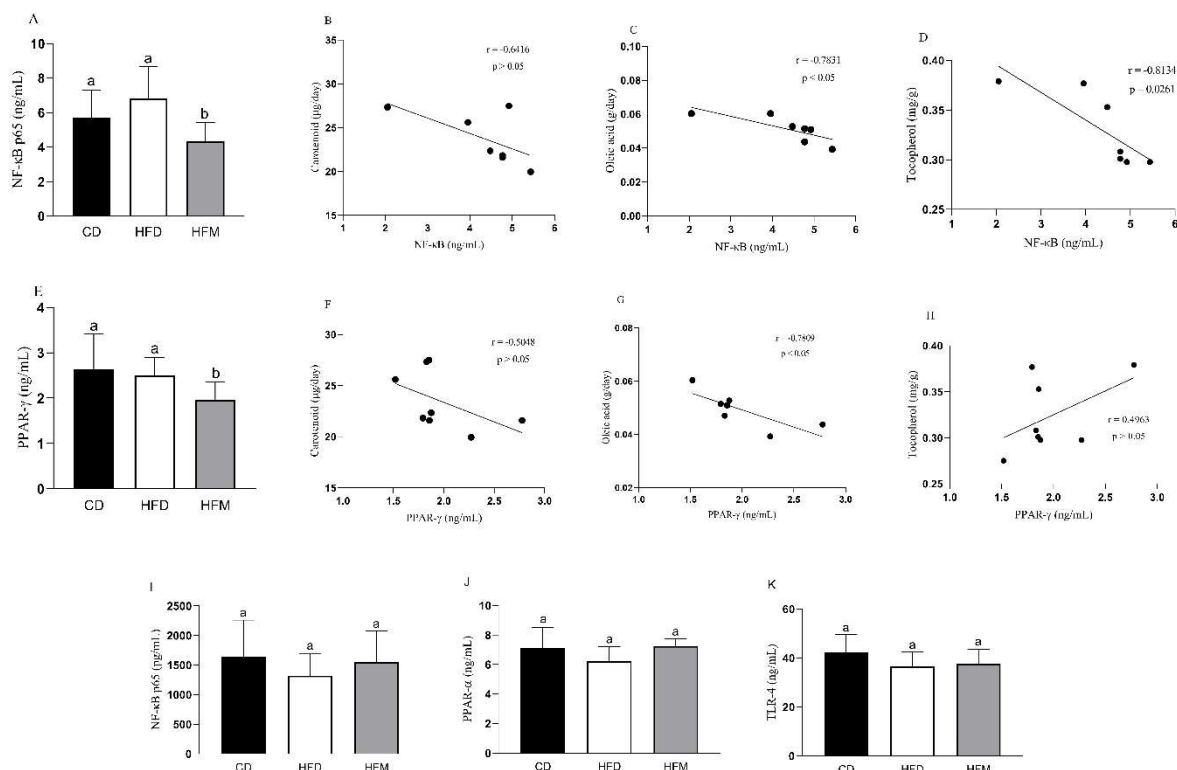 A
NF-κB p65 (ng/mL)
10
8
6
4
2
0
a
a
b
CD
HFD
HFM
B
Carotenoid (µg/day)
35
30
25
20
15
r = -0.6416
p > 0.05
1
2
3
4
5
6
NF-κB (ng/mL)
C
Oleic acid (g/day)
0.10
0.08
0.06
0.04
0.02
0.00
r = -0.7831
p < 0.05
1
2
3
4
5
6
NF-κB (ng/mL)
D
Tocopherol (mg/g)
0.40
0.35
0.30
0.25
r = -0.8134
p = 0.0261
1
2
3
4
5
6
NF-κB (ng/mL)
E
PPAR-γ (ng/mL)
4
3
2
1
0
a
a
b
CD
HFD
HFM
F
Carotenoid (µg/day)
30
25
20
15
r = -0.5048
p > 0.05
1.0
1.5
2.0
2.5
3.0
PPAR-γ (ng/mL)
G
Oleic acid (g/day)
0.08
0.06
0.04
0.02
r = -0.7809
p < 0.05
1.0
1.5
2.0
2.5
3.0
PPAR-γ (ng/mL)
H
Tocopherol (mg/g)
0.40
0.35
0.30
0.25
r = 0.4963
p > 0.05
1.0
1.5
2.0
2.5
3.0
PPAR-γ (ng/mL)
I
NF-κB p65 (ng/mL)
2500
2000
1500
1000
500
0
a
a
a
CD
HFD
HFM
J
PPAR-α (ng/mL)
10
8
6
4
2
0
a
a
a
CD
HFD
HFM
K
TLR-4 (ng/mL)
60
40
20
0
a
a
a
CD
HFD
HFM